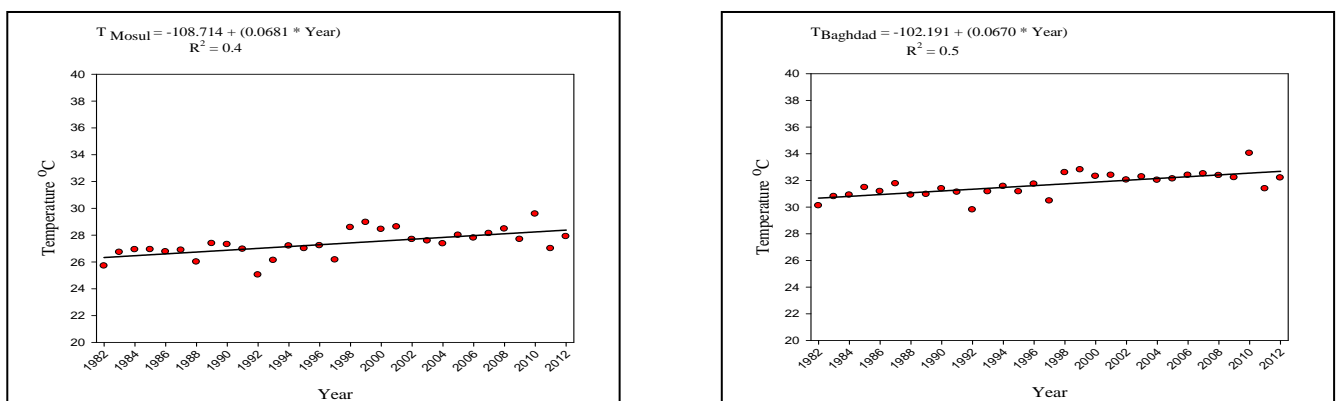 T Mosul = -108.714 + (0.0681 * Year)
R² = 0.4
40
38
36
34
32
30
28
26
24
22
20
Temperature ⁰C
1982 1984 1986 1988 1990 1992 1994 1996 1998 2000 2002 2004 2006 2008 2010 2012
Year
T Baghdad = -102.191 + (0.0670 * Year)
R² = 0.5
40
38
36
34
32
30
28
26
24
22
20
Temperature ⁰C
1982 1984 1986 1988 1990 1992 1994 1996 1998 2000 2002 2004 2006 2008 2010 2012
Year